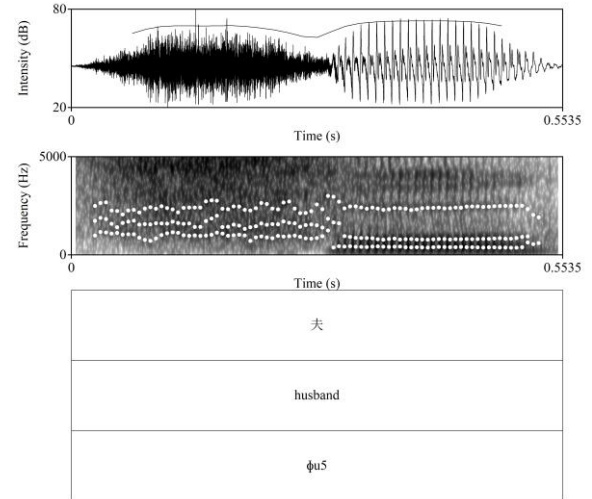 80
Intensity (dB)
20
0
0.5535
Time (s)
5000
Frequency (Hz)
0
0
0.5535
Time (s)
夫
husband
ɸu5